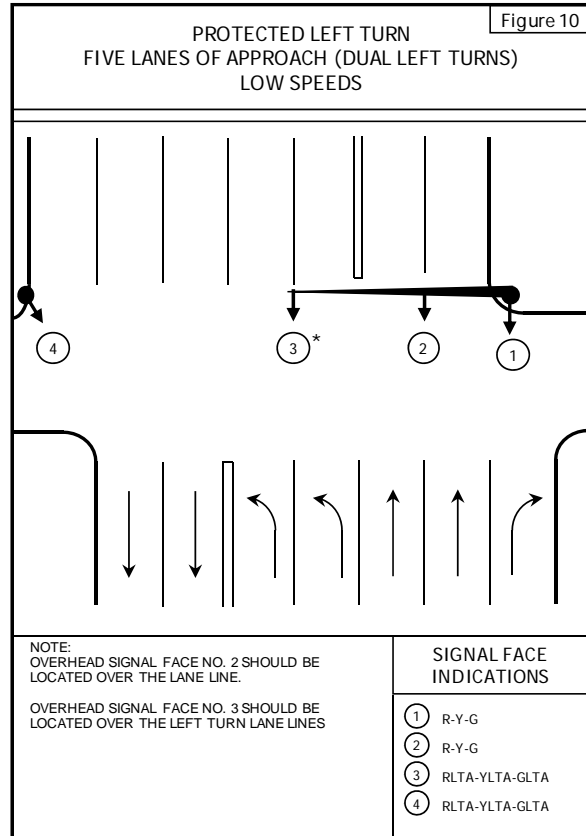 Figure 10
PROTECTED LEFT TURN
FIVE LANES OF APPROACH (DUAL LEFT TURNS)
LOW SPEEDS
4
3 *
2
1
NOTE:
OVERHEAD SIGNAL FACE NO. 2 SHOULD BE
LOCATED OVER THE LANE LINE.
OVERHEAD SIGNAL FACE NO. 3 SHOULD BE
LOCATED OVER THE LEFT TURN LANE LINES
SIGNAL FACE
INDICATIONS
1 R-Y-G
2 R-Y-G
3 RLTA-YLTA-GLTA
4 RLTA-YLTA-GLTA